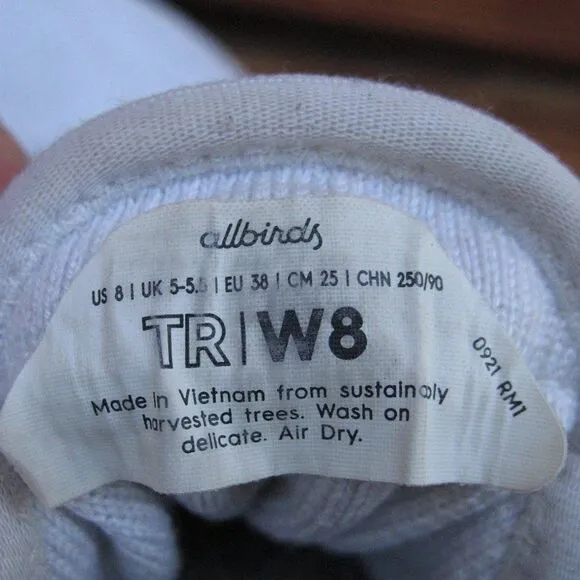 allbirds
US 8 | UK 5-5.5 | EU 38 | CM 25 | CHN 250/90
TR | W8
0921 RM1
Made in Vietnam from sustainably
harvested trees. Wash on
delicate. Air Dry.